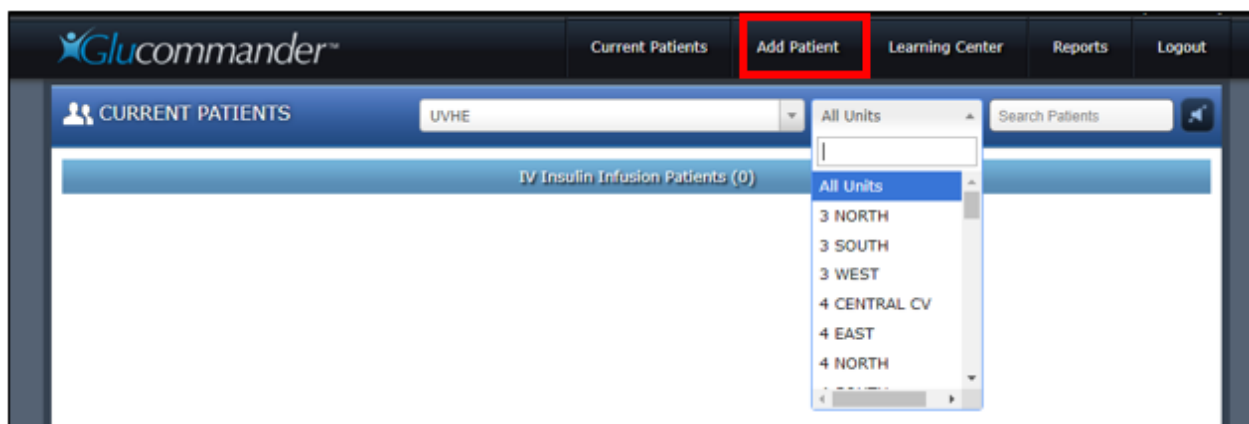 Glucommander™
Current Patients Add Patient Learning Center Reports Logout
CURRENT PATIENTS UVHE All Units Search Patients
IV Insulin Infusion Patients (0)
All Units
3 NORTH
3 SOUTH
3 WEST
4 CENTRAL CV
4 EAST
4 NORTH